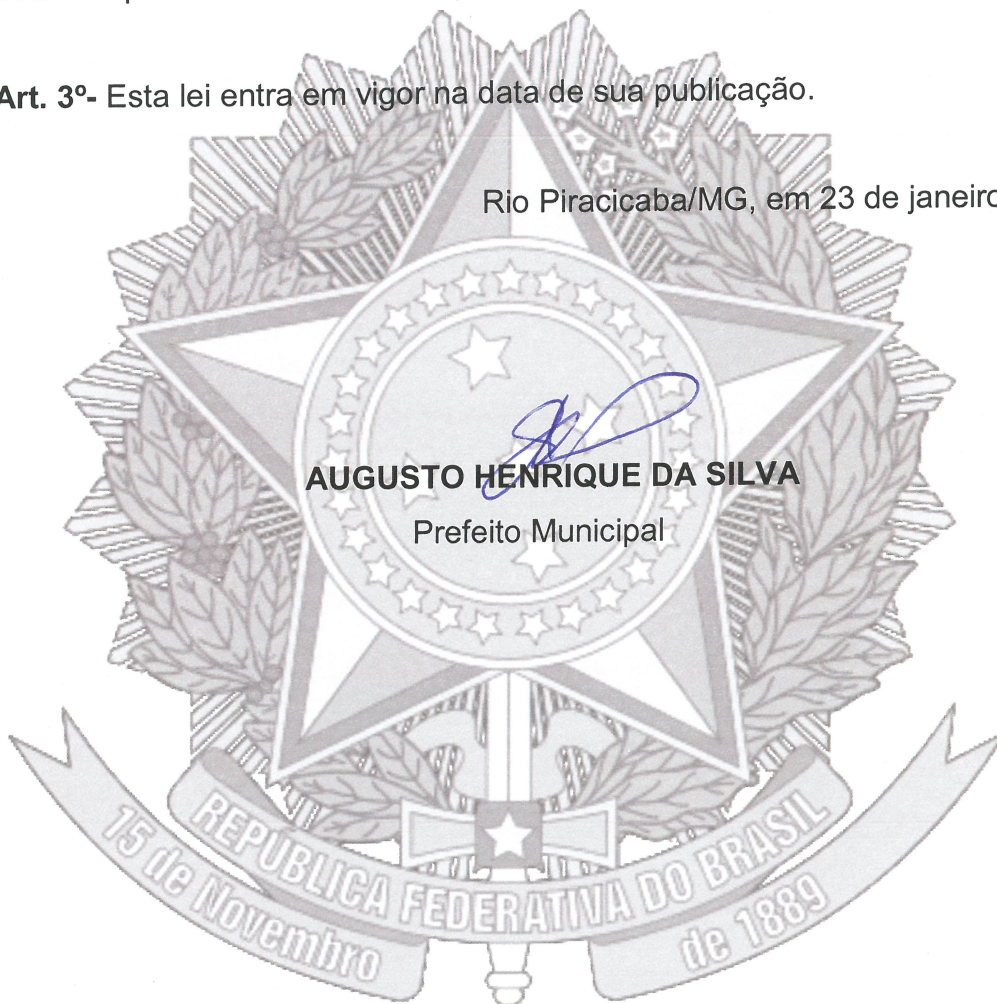 Art. 3º- Esta lei entra em vigor na data de sua publicação.
Rio Piracicaba/MG, em 23 de janeiro
AUGUSTO HENRIQUE DA SILVA
Prefeito Municipal
REPÚBLICA FEDERATIVA DO BRASIL
15 de Novembro
de 1889